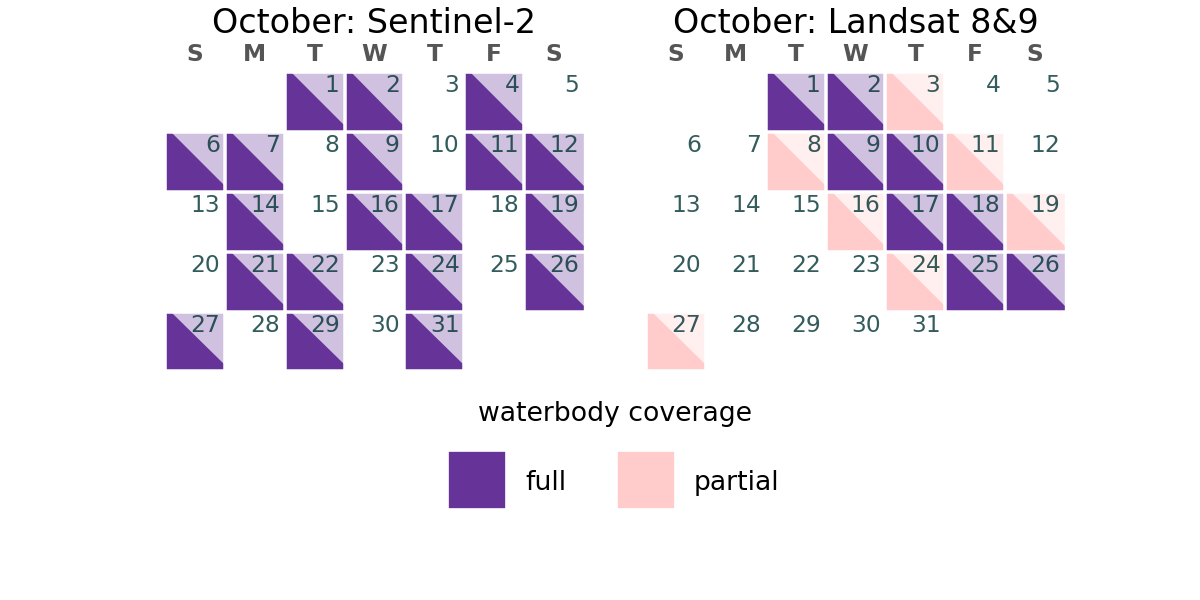 October: Sentinel-2
S M T W T F S
1 2 3 4 5
6 7 8 9 10 11 12
13 14 15 16 17 18 19
20 21 22 23 24 25 26
27 28 29 30 31
October: Landsat 8&9
S M T W T F S
1 2 3 4 5
6 7 8 9 10 11 12
13 14 15 16 17 18 19
20 21 22 23 24 25 26
27 28 29 30 31
waterbody coverage
full
partial